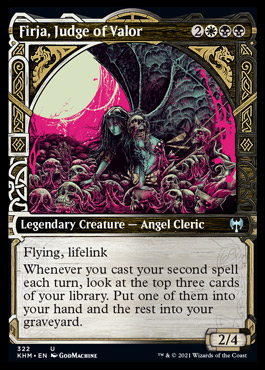 Firja, Judge of Valor 2
Legendary Creature — Angel Cleric
Flying, lifelink
Whenever you cast your second spell
each turn, look at the top three cards
of your library. Put one of them into
your hand and the rest into your
graveyard.
2/4
322 U
KHM • EN GodMachine ™ & © 2021 Wizards of the Coast